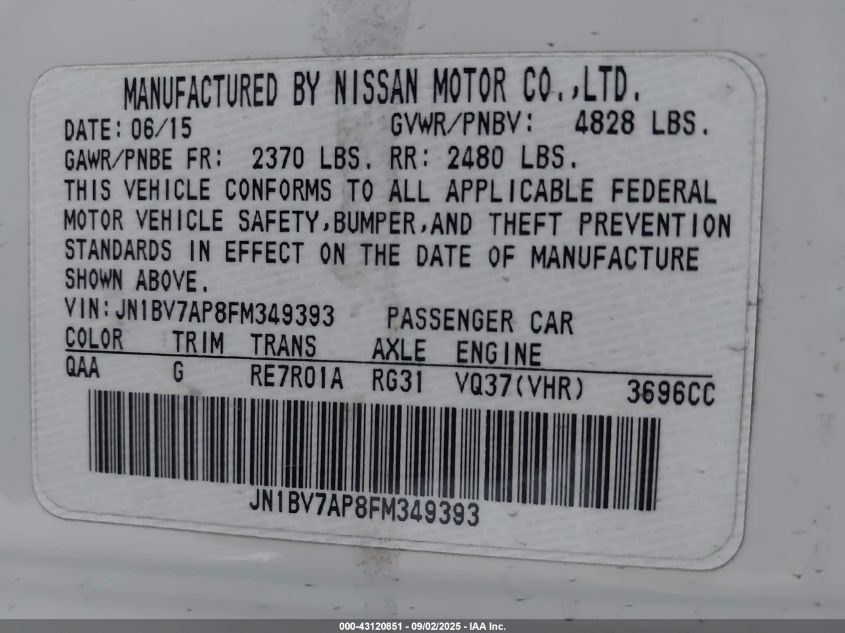 MANUFACTURED BY NISSAN MOTOR CO.,LTD.
DATE: 06/15 GVWR/PNBV: 4828 LBS.
GAWR/PNBE FR: 2370 LBS. RR: 2480 LBS.
THIS VEHICLE CONFORMS TO ALL APPLICABLE FEDERAL
MOTOR VEHICLE SAFETY,BUMPER,AND THEFT PREVENTION
STANDARDS IN EFFECT ON THE DATE OF MANUFACTURE
SHOWN ABOVE.
VIN:JN1BV7AP8FM349393 PASSENGER CAR
COLOR TRIM TRANS AXLE ENGINE
QAA G RE7R01A RG31 VQ37(VHR) 3696CC
JN1BV7AP8FM349393
000-43120851 - 09/02/2025 - IAA Inc.